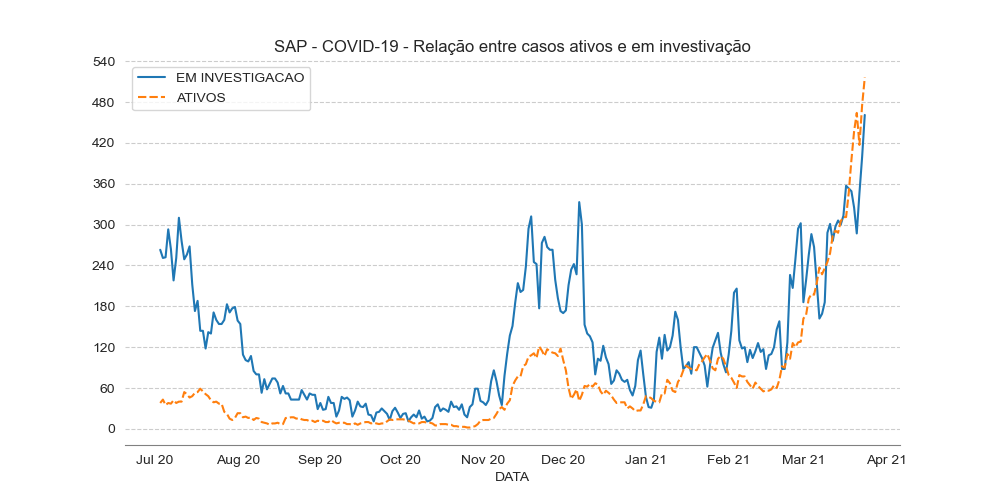 SAP - COVID-19 - Relação entre casos ativos e em investivação
EM INVESTIGACAO
ATIVOS
540
480
420
360
300
240
180
120
60
0
Jul 20 Aug 20 Sep 20 Oct 20 Nov 20 Dec 20 Jan 21 Feb 21 Mar 21 Apr 21
DATA